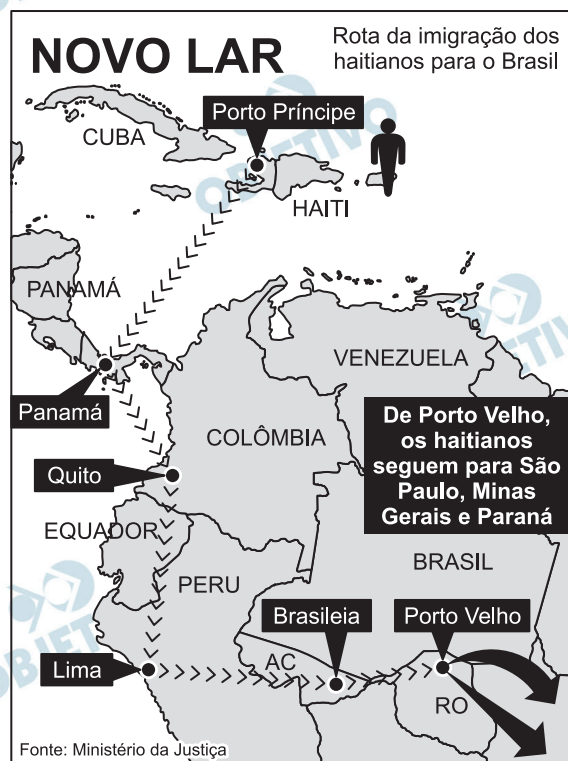 NOVO LAR
Rota da imigração dos
haitianos para o Brasil
Porto Príncipe
CUBA
HAITI
PANAMÁ
VENEZUELA
Panamá
COLÔMBIA
De Porto Velho,
os haitianos
seguem para São
Paulo, Minas
Gerais e Paraná
Quito
EQUADOR
PERU
BRASIL
Brasileia
Porto Velho
Lima
AC
RO
Fonte: Ministério da Justiça
OBJETIVO
OBJETIVO